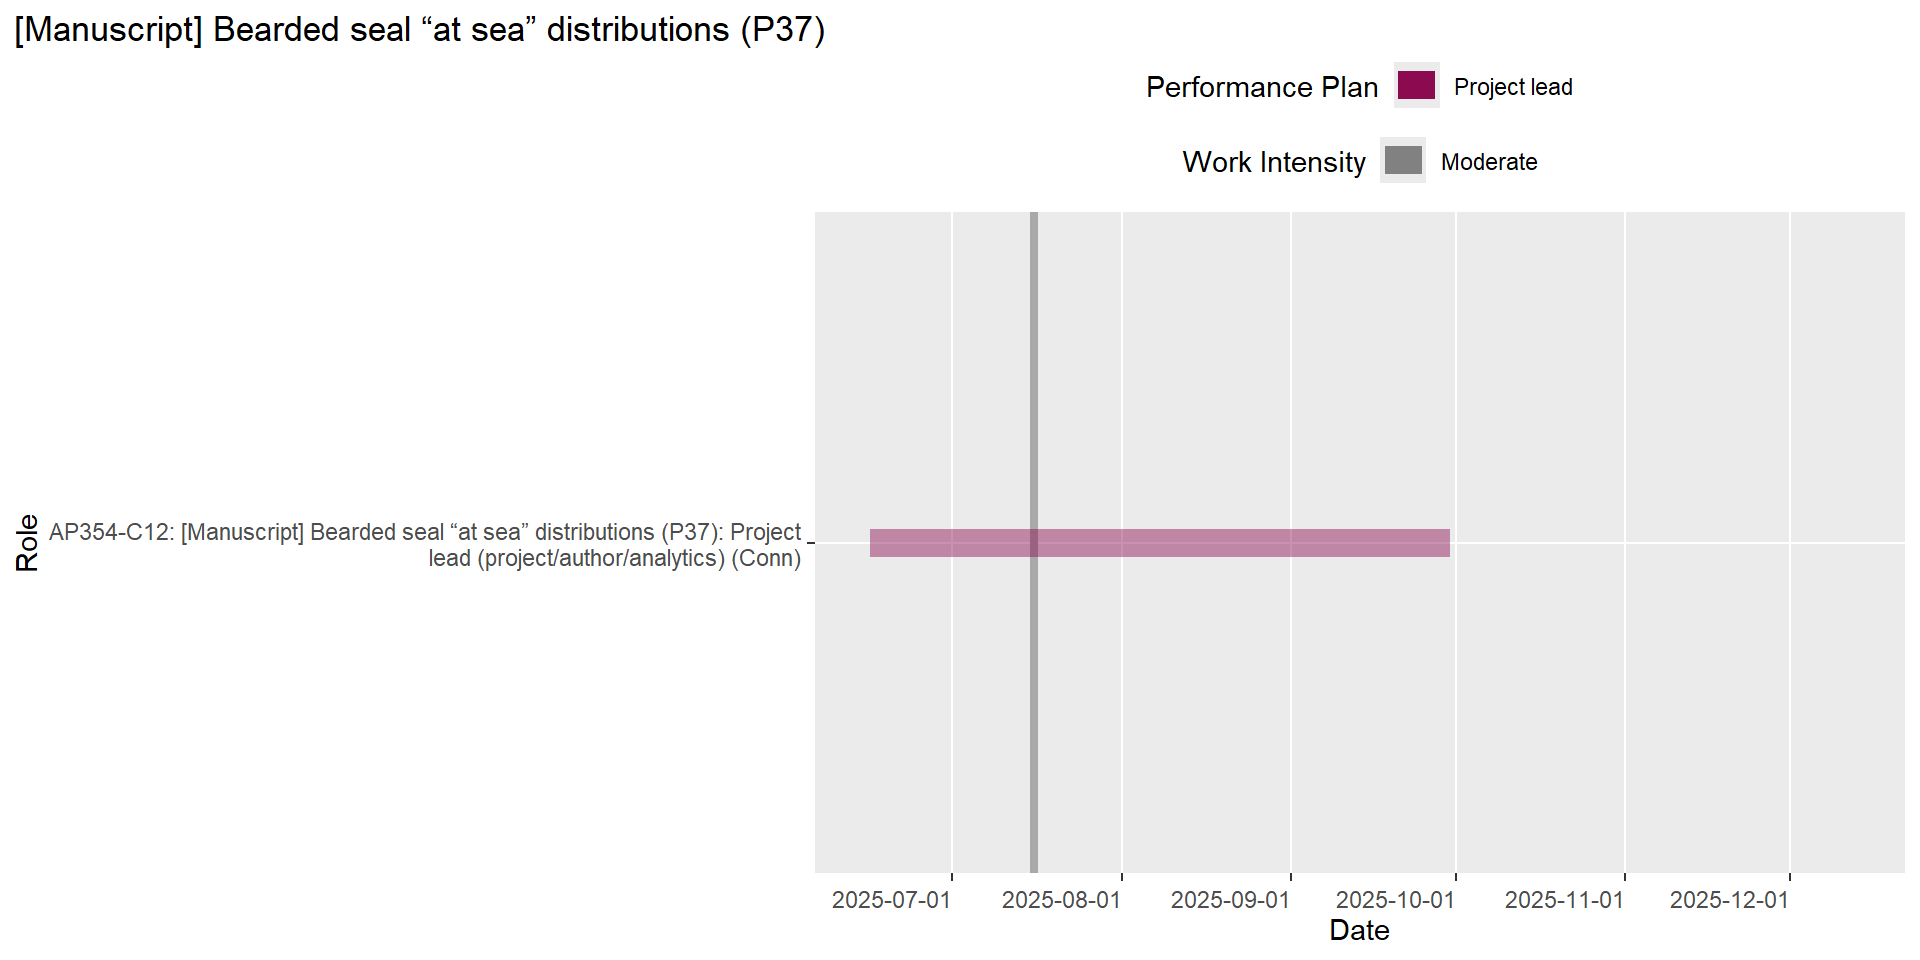 [Manuscript] Bearded seal “at sea” distributions (P37)
Performance Plan
Project lead
Work Intensity
Moderate
Role
AP354-C12: [Manuscript] Bearded seal “at sea” distributions (P37): Project
lead (project/author/analytics) (Conn)
2025-07-01
2025-08-01
2025-09-01
2025-10-01
2025-11-01
2025-12-01
Date